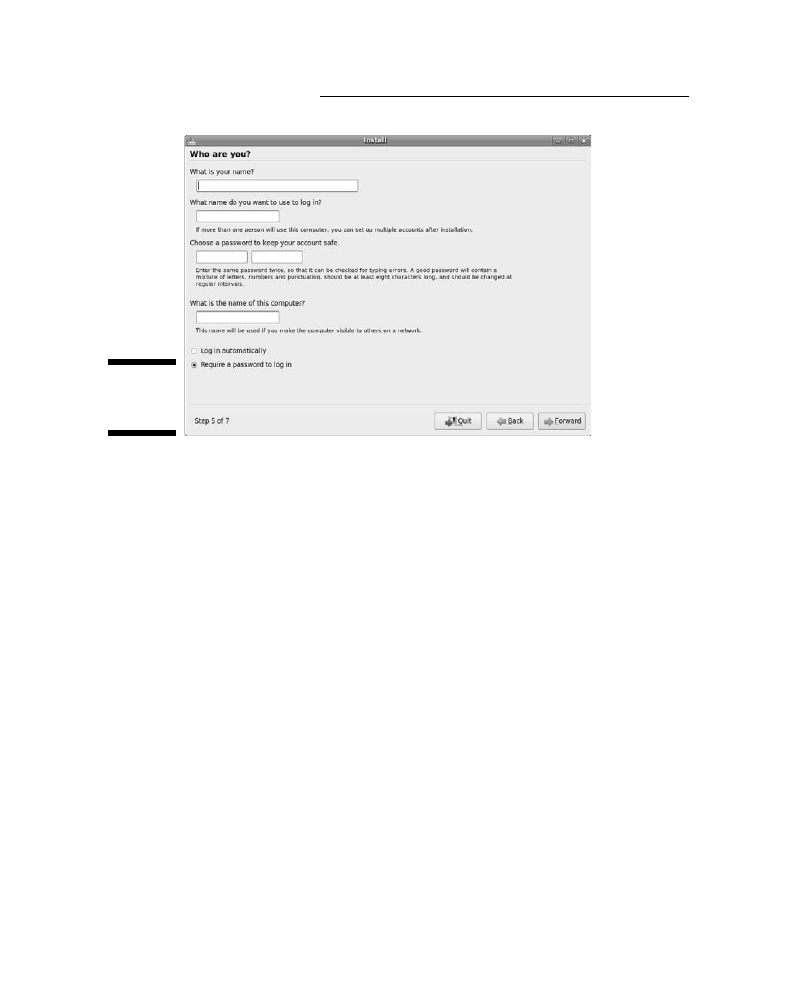 Install
Who are you?
What is your name?
What name do you want to use to log in?
If more than one person will use this computer, you can set up multiple accounts after installation.
Choose a password to keep your account safe.
Enter the same password twice, so that it can be checked for typing errors. A good password will contain a
mixture of letters, numbers and punctuation, should be at least eight characters long, and should be changed at
regular intervals.
What is the name of this computer?
This name will be used if you make the computer visible to others on a network.
Log in automatically
Require a password to log in
Step 5 of 7
Quit
Back
Forward